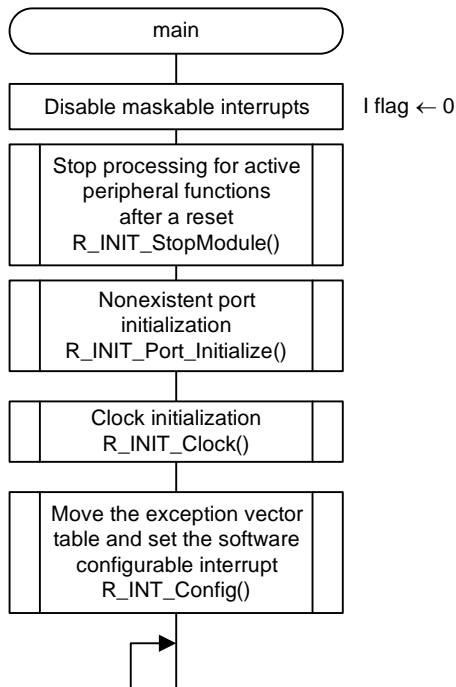 main
Disable maskable interrupts
I flag ← 0
Stop processing for active
peripheral functions
after a reset
R_INIT_StopModule()
Nonexistent port
initialization
R_INIT_Port_Initialize()
Clock initialization
R_INIT_Clock()
Move the exception vector
table and set the software
configurable interrupt
R_INT_Config()